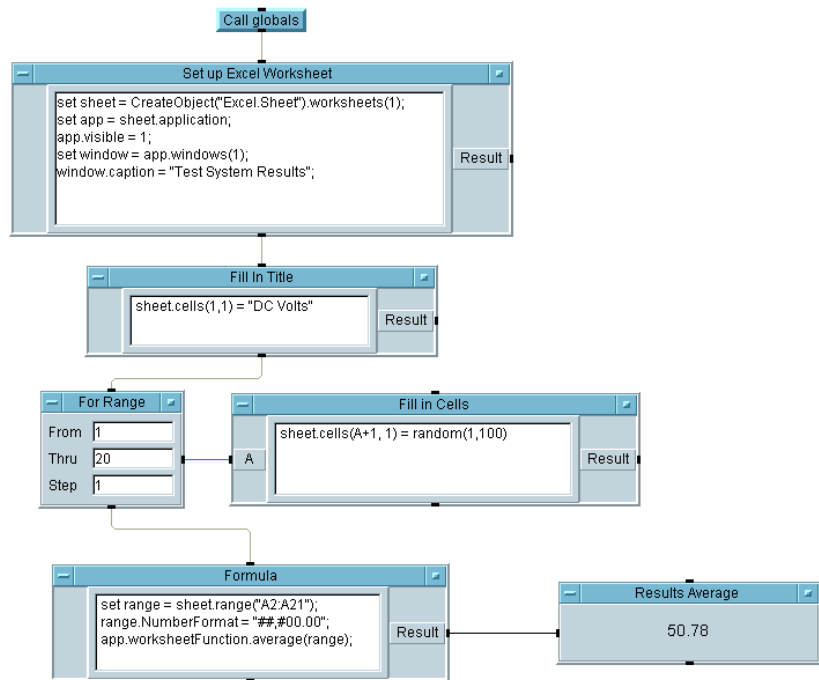 Call globals
Set up Excel Worksheet
set sheet = CreateObject("Excel.Sheet").worksheets(1);
set app = sheet.application;
app.visible = 1;
set window = app.windows(1);
window.caption = "Test System Results";
Result
Fill In Title
sheet.cells(1,1) = "DC Volts"
Result
For Range
From 1
Thru 20
Step 1
Fill in Cells
A
sheet.cells(A+1, 1) = random(1,100)
Result
Formula
set range = sheet.range("A2:A21");
range.NumberFormat = "##,#00.00";
app.worksheetFunction.average(range);
Result
Results Average
50.78